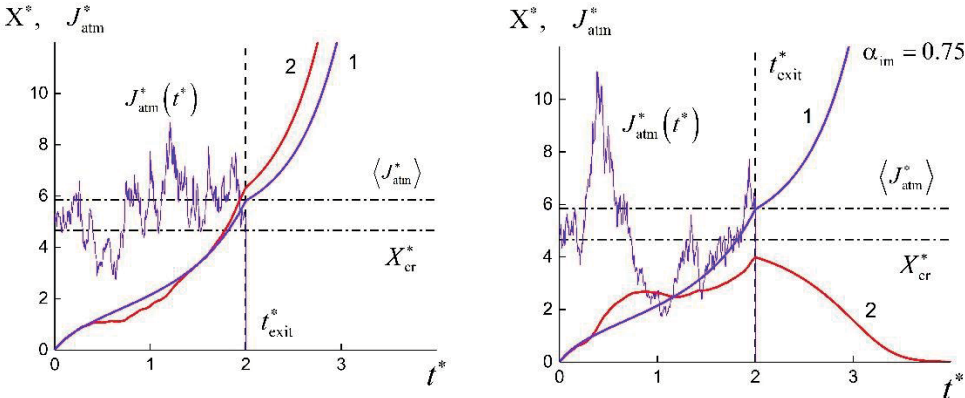 X*, J*atm
10
8
6
4
2
0
J*atm(t*)
2
1
⟨J*atm⟩
X*cr
t*exit
0
1
2
3
t*
X*, J*atm
10
8
6
4
2
0
t*exit
αim = 0.75
1
J*atm(t*)
⟨J*atm⟩
X*cr
2
0
1
2
3
t*